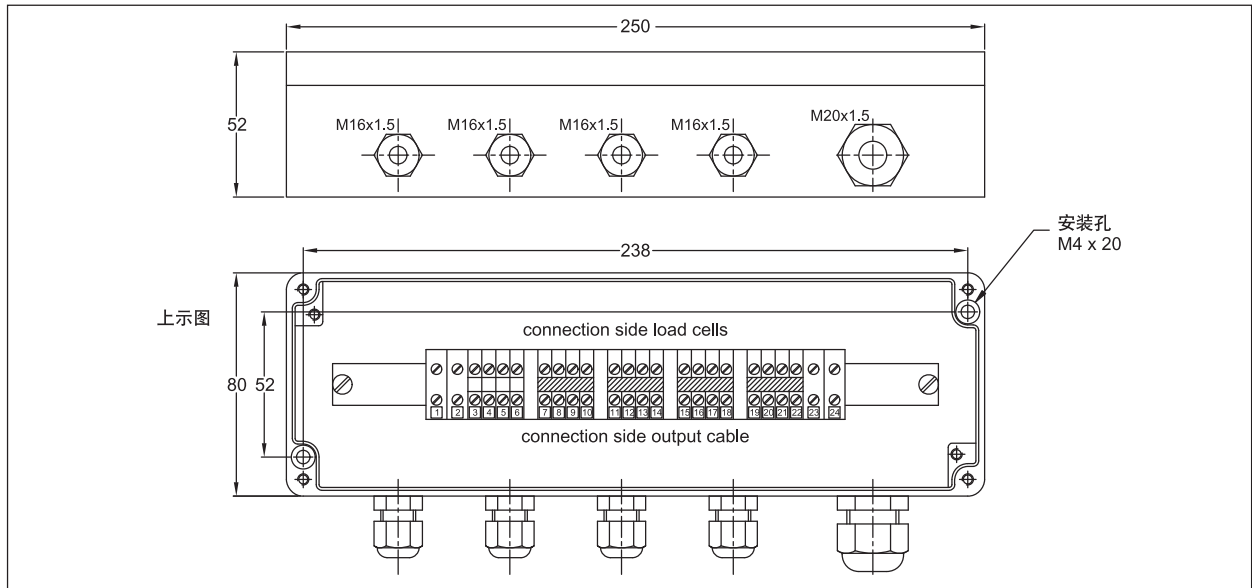 250
52
M16x1.5 M16x1.5 M16x1.5 M16x1.5 M20x1.5
安装孔
M4 x 20
238
上示图
connection side load cells
80 52
1 2 3 4 5 6 7 8 9 10 11 12 13 14 15 16 17 18 19 20 21 22 23 24
connection side output cable